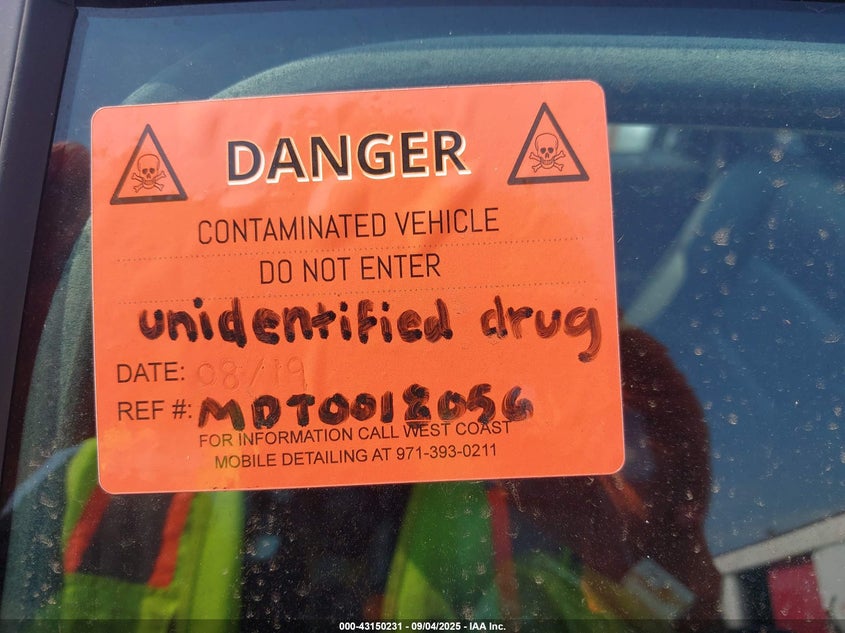 DANGER
CONTAMINATED VEHICLE
DO NOT ENTER
unidentified drug
DATE: 08/19
REF #: MDT0018056
FOR INFORMATION CALL WEST COAST
MOBILE DETAILING AT 971-393-0211
000-43150231 - 09/04/2025 - IAA Inc.